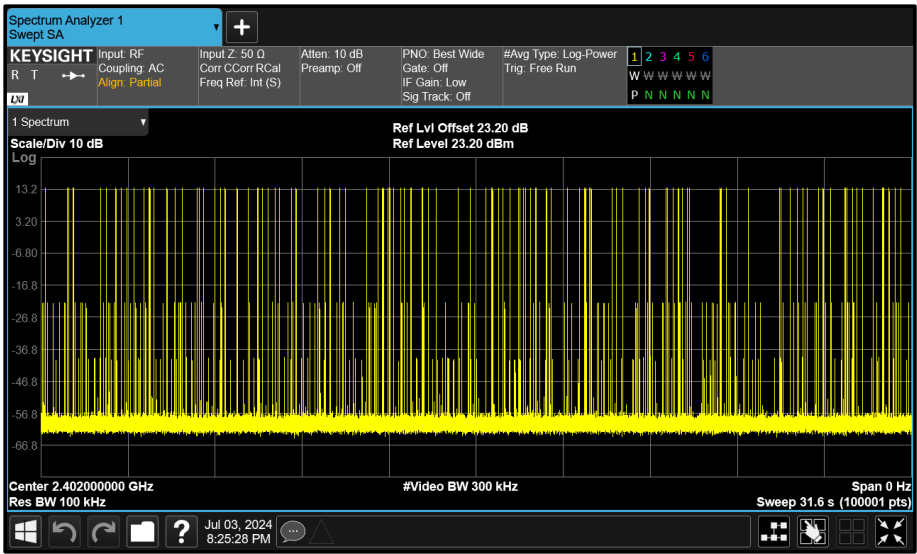 Spectrum Analyzer 1
Swept SA
KEYSIGHT Input: RF Input Z: 50 Ω Atten: 10 dB PNO: Best Wide #Avg Type: Log-Power 1 2 3 4 5 6
R T Coupling: AC Corr CCorr RCal Preamp: Off Gate: Off Trig: Free Run W W W W W W
Align: Partial Freq Ref: Int (S) IF Gain: Low
LXI Sig Track: Off P N N N N N
1 Spectrum
Ref Lvl Offset 23.20 dB
Scale/Div 10 dB Ref Level 23.20 dBm
Log
13.2
3.20
-6.80
-16.8
-26.8
-36.8
-46.8
-56.8
-66.8
Center 2.402000000 GHz #Video BW 300 kHz Span 0 Hz
Res BW 100 kHz Sweep 31.6 s (100001 pts)
Jul 03, 2024
8:25:28 PM